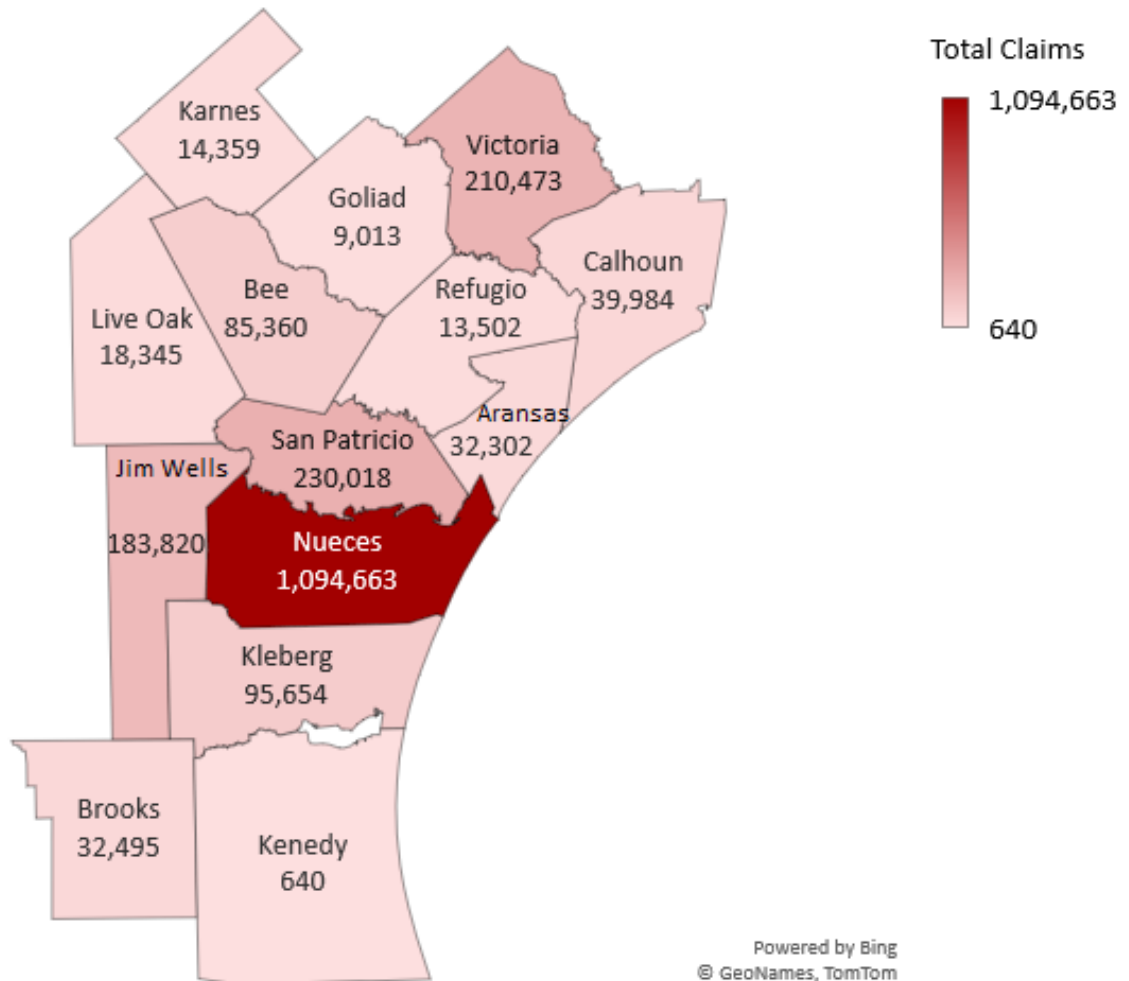 Total Claims
1,094,663
640
Karnes
14,359
Victoria
210,473
Goliad
9,013
Calhoun
39,984
Bee
85,360
Refugio
13,502
Live Oak
18,345
Aransas
32,302
San Patricio
230,018
Jim Wells
183,820
Nueces
1,094,663
Kleberg
95,654
Brooks
32,495
Kenedy
640
Powered by Bing
© GeoNames, TomTom